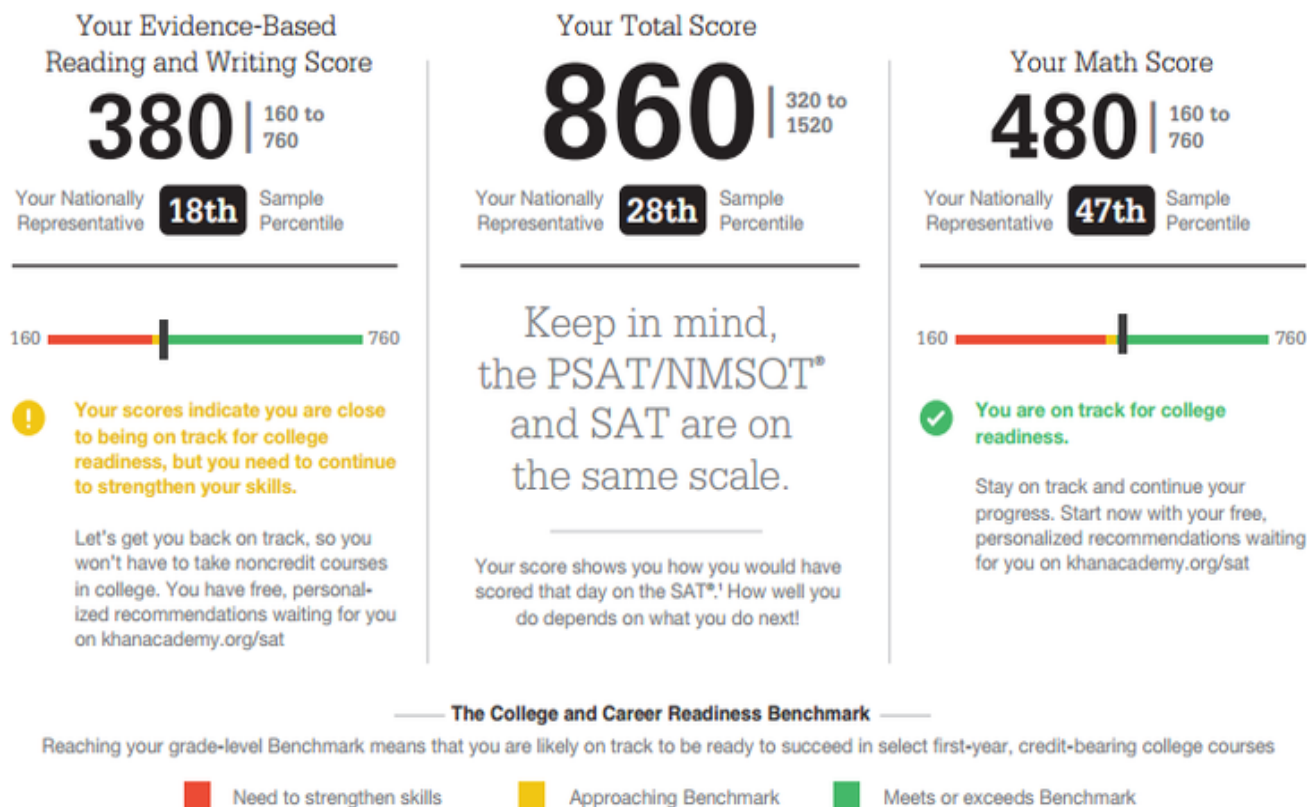 Your Evidence-Based
Reading and Writing Score
380 | 160 to
760
Your Nationally
Representative
18th
Sample
Percentile
160
760
Your scores indicate you are close
to being on track for college
readiness, but you need to continue
to strengthen your skills.
Let's get you back on track, so you
won't have to take noncredit courses
in college. You have free, personal-
ized recommendations waiting for you
on khanacademy.org/sat
Your Total Score
860 | 320 to
1520
Your Nationally
Representative
28th
Sample
Percentile
Keep in mind,
the PSAT/NMSQT®
and SAT are on
the same scale.
Your score shows you how you would have
scored that day on the SAT®.¹ How well you
do depends on what you do next!
Your Math Score
480 | 160 to
760
Your Nationally
Representative
47th
Sample
Percentile
160
760
You are on track for college
readiness.
Stay on track and continue your
progress. Start now with your free,
personalized recommendations waiting
for you on khanacademy.org/sat
The College and Career Readiness Benchmark
Reaching your grade-level Benchmark means that you are likely on track to be ready to succeed in select first-year, credit-bearing college courses
Need to strengthen skills
Approaching Benchmark
Meets or exceeds Benchmark